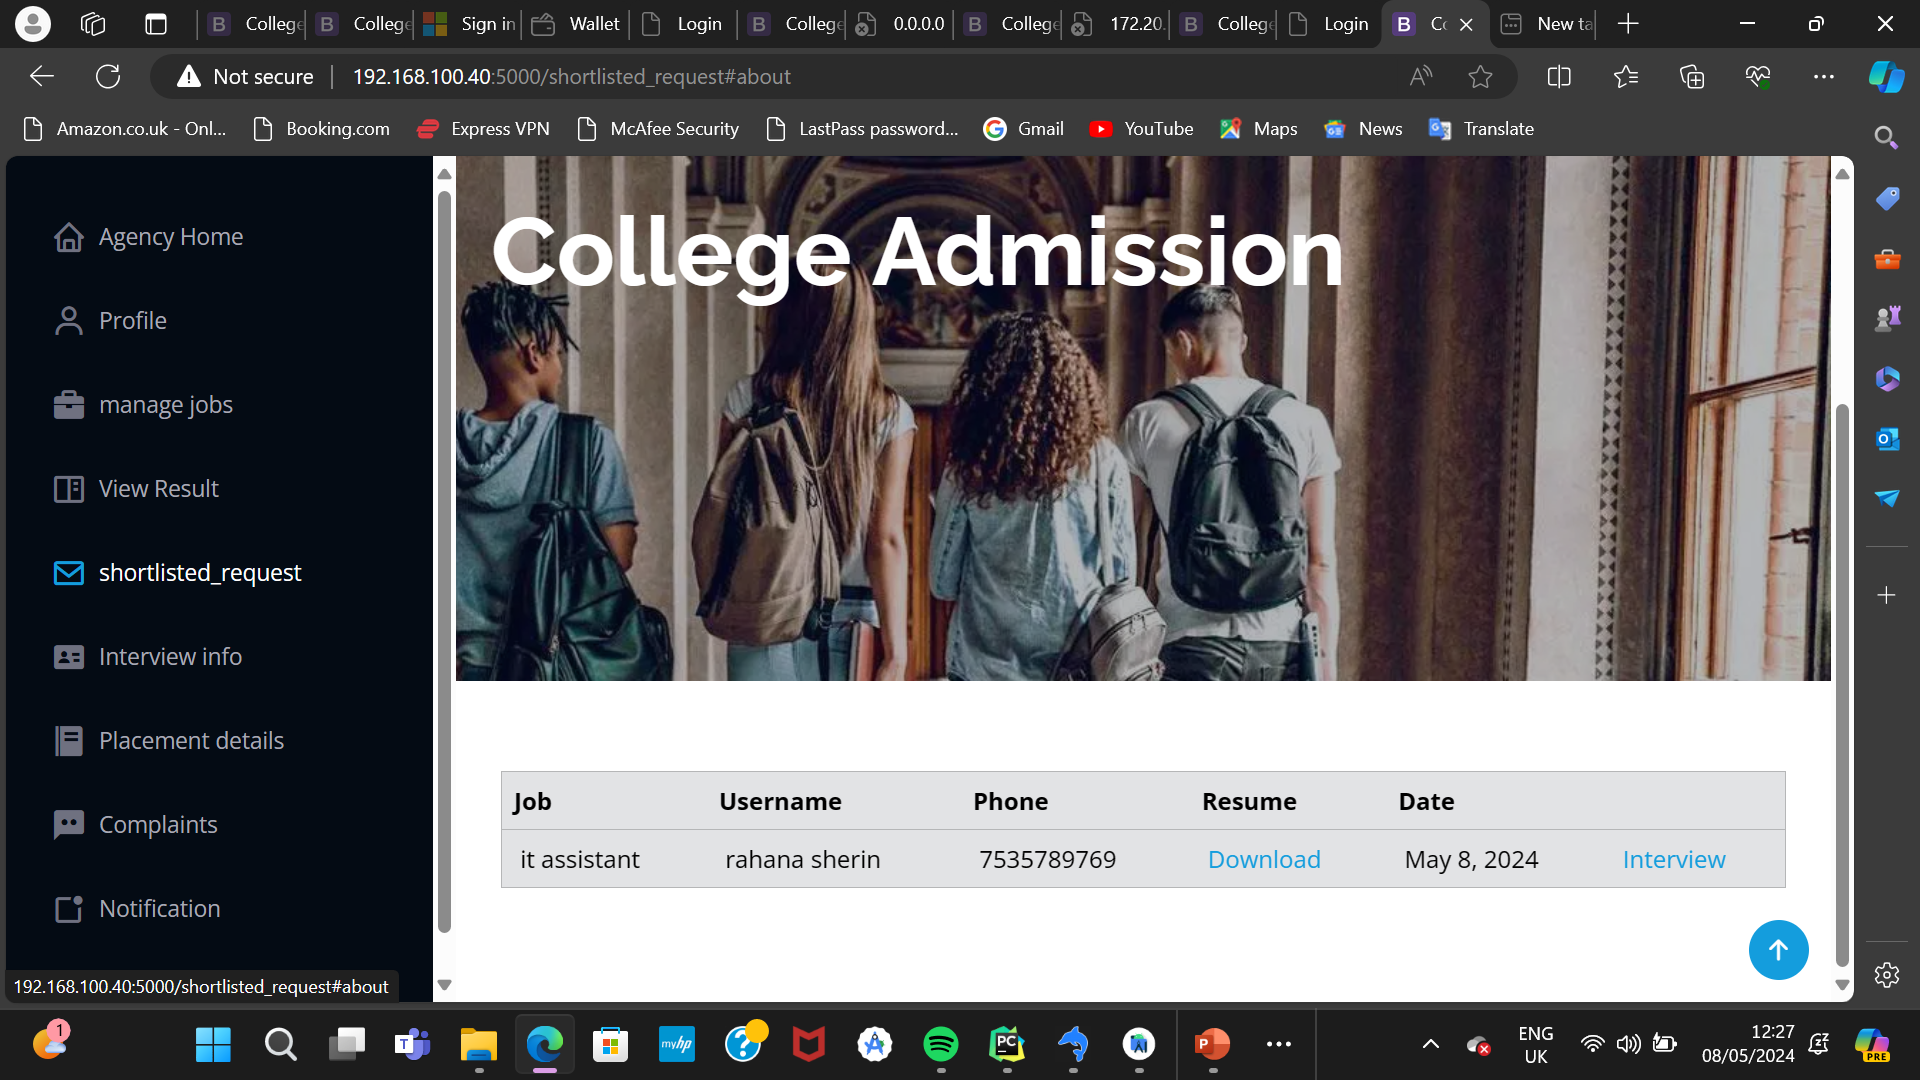 College College Sign in Wallet Login College 0.0.0.0 College 172.20. College Login Co New ta
Not secure 192.168.100.40:5000/shortlisted_request#about
Amazon.co.uk - Onl... Booking.com Express VPN McAfee Security LastPass password... Gmail YouTube Maps News Translate
Agency Home
Profile
manage jobs
View Result
shortlisted_request
Interview info
Placement details
Complaints
Notification
192.168.100.40:5000/shortlisted_request#about
College Admission
Job Username Phone Resume Date
it assistant rahana sherin 7535789769 Download May 8, 2024 Interview
1
ENG
UK
12:27
08/05/2024